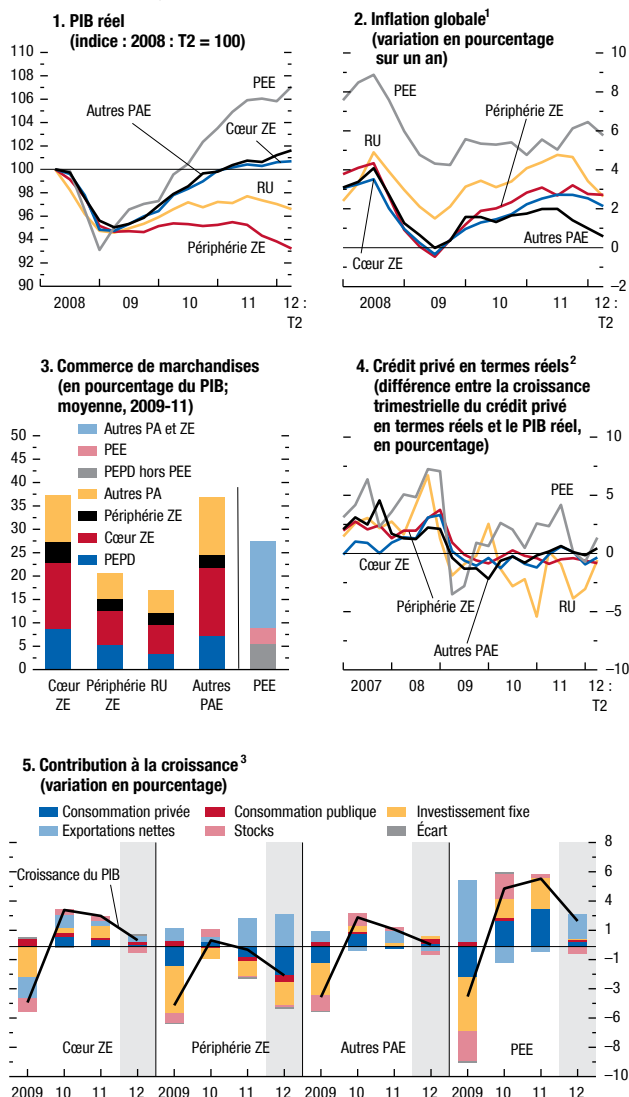 1. PIB réel
(indice : 2008 : T2 = 100)
116
114
112
110
108
106
104
102
100
98
96
94
92
90
PEE
Autres PAE
Cœur ZE
RU
Périphérie ZE
2008 09 10 11 12 :
T2
2. Inflation globale¹
(variation en pourcentage
sur un an)
10
8
6
4
2
0
–2
PEE
Périphérie ZE
RU
Cœur ZE
Autres PAE
2008 09 10 11 12 :
T2
3. Commerce de marchandises
(en pourcentage du PIB;
moyenne, 2009-11)
50
45
40
35
30
25
20
15
10
5
0
Autres PA et ZE
PEE
PEPD hors PEE
Autres PA
Périphérie ZE
Cœur ZE
PEPD
Cœur ZE
Périphérie ZE
RU
Autres PAE
PEE
4. Crédit privé en termes réels²
(différence entre la croissance
trimestrielle du crédit privé
en termes réels et le PIB réel,
en pourcentage)
10
5
0
–5
–10
PEE
Cœur ZE
Périphérie ZE
RU
Autres PAE
2007 08 09 10 11 12 :
T2
5. Contribution à la croissance³
(variation en pourcentage)
Consommation privée Consommation publique Investissement fixe
Exportations nettes Stocks Écart
8
6
4
1
–1
–3
–6
–8
–10
Croissance du PIB
Cœur ZE Périphérie ZE Autres PAE PEE
2009 10 11 12 2009 10 11 12 2009 10 11 12 2009 10 11 12